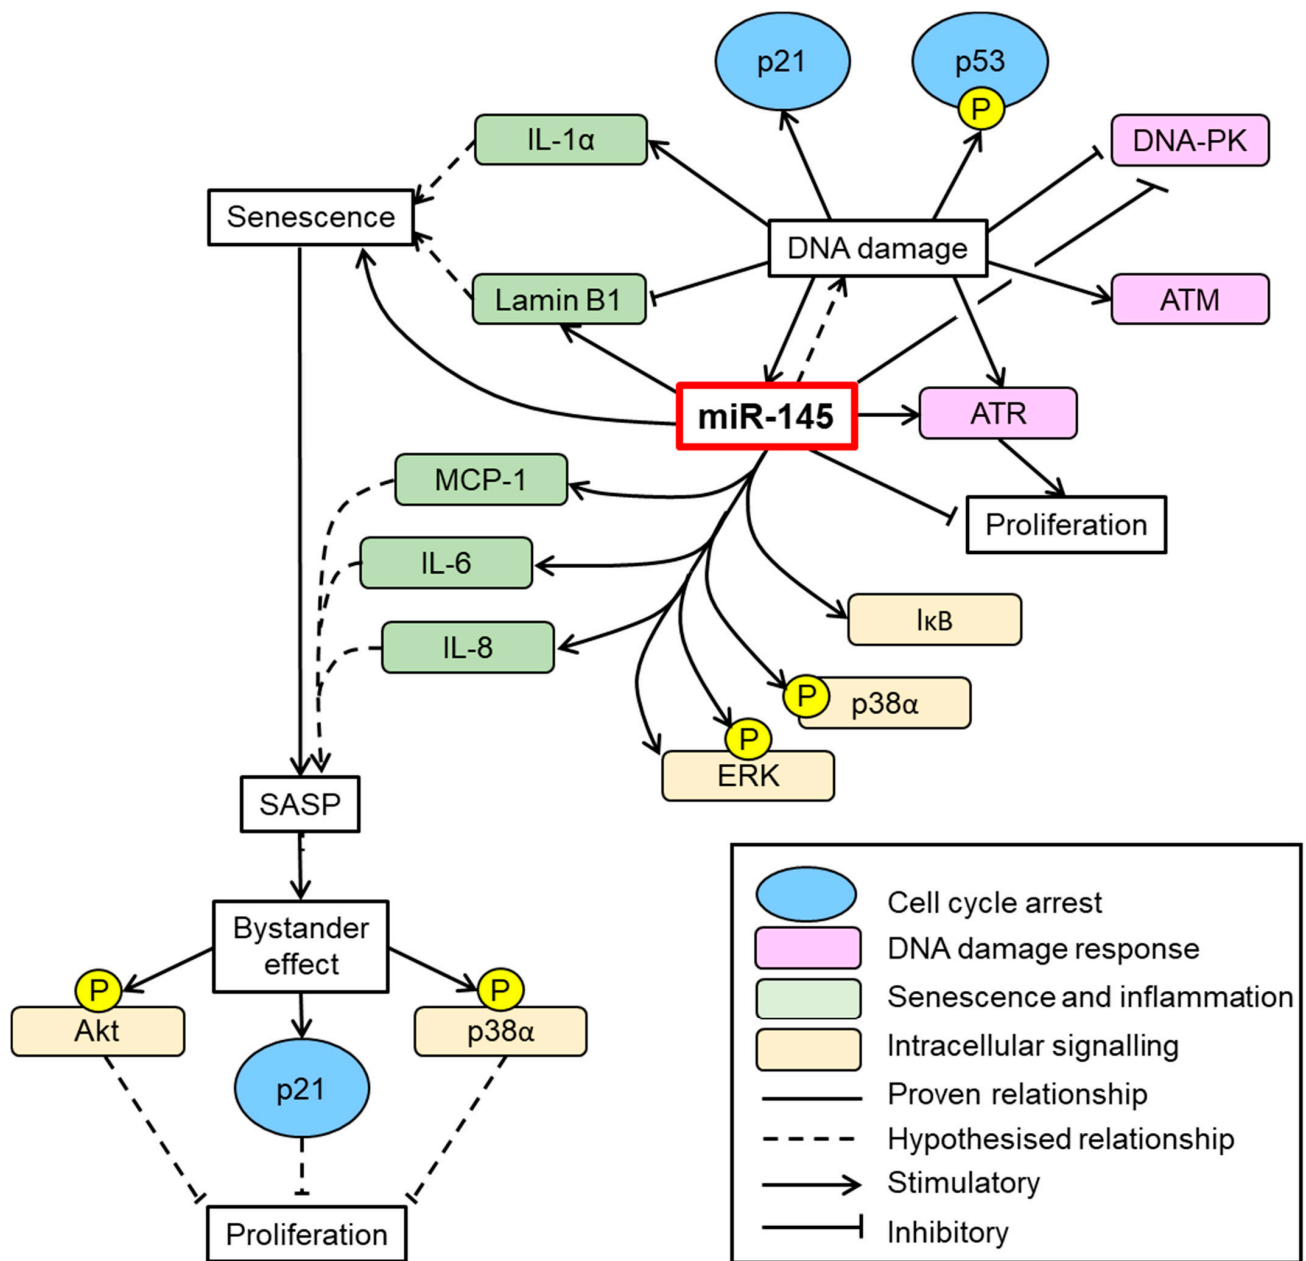 p21
p53
P
IL-1α
DNA-PK
Senescence
DNA damage
Lamin B1
ATM
miR-145
ATR
MCP-1
Proliferation
IL-6
IκB
IL-8
P
p38α
P
ERK
SASP
Bystander
effect
P
Akt
P
p38α
p21
Proliferation
Cell cycle arrest
DNA damage response
Senescence and inflammation
Intracellular signalling
Proven relationship
Hypothesised relationship
Stimulatory
Inhibitory